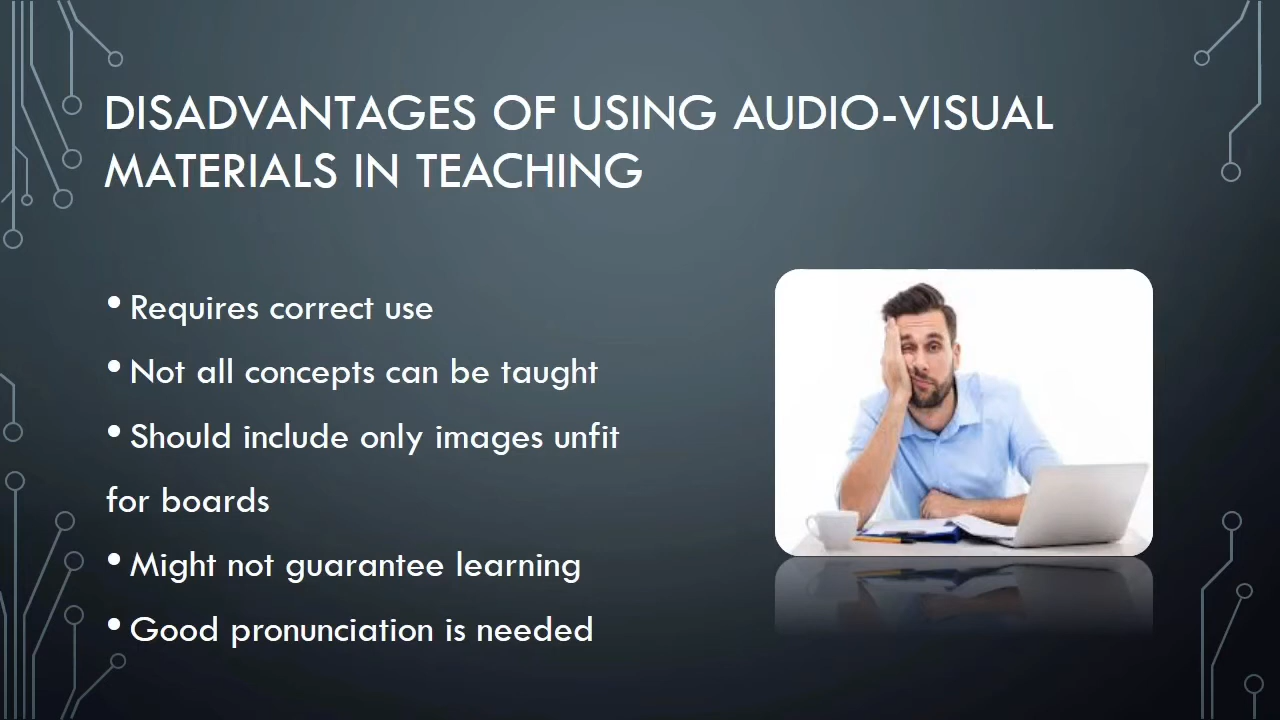 DISADVANTAGES OF USING AUDIO-VISUAL
MATERIALS IN TEACHING
• Requires correct use
• Not all concepts can be taught
• Should include only images unfit
for boards
• Might not guarantee learning
• Good pronunciation is needed